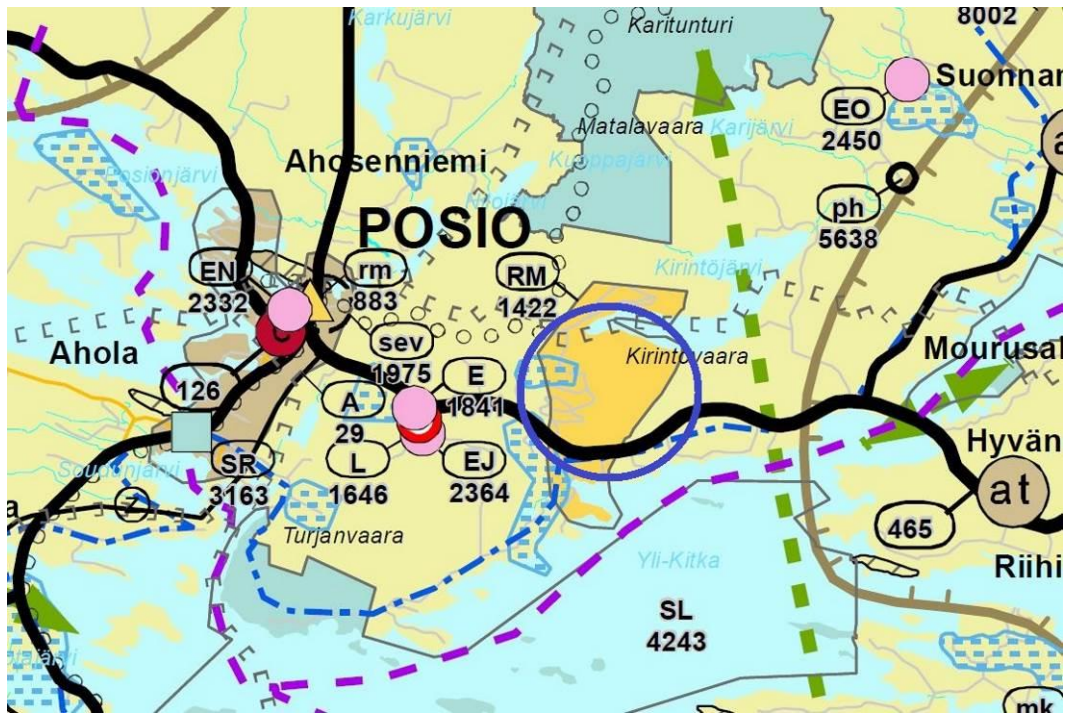 Karkujärvi
Karitunturi
8002
Suonnan
EO
2450
Matalavaara
Karijärvi
Kuoppajärvi
Ahosenniemi
Posionjärvi
a
ph
5638
POSIO
EN
2332
rm
883
RM
1422
Kirintöjärvi
Ahola
sev
1975
Kirintövaara
Mourusal
126
A
29
E
1841
SR
3163
L
1646
EJ
2364
Hyvän
at
465
Z
Turjanvaara
Yli-Kitka
Riihi
SL
4243
mk